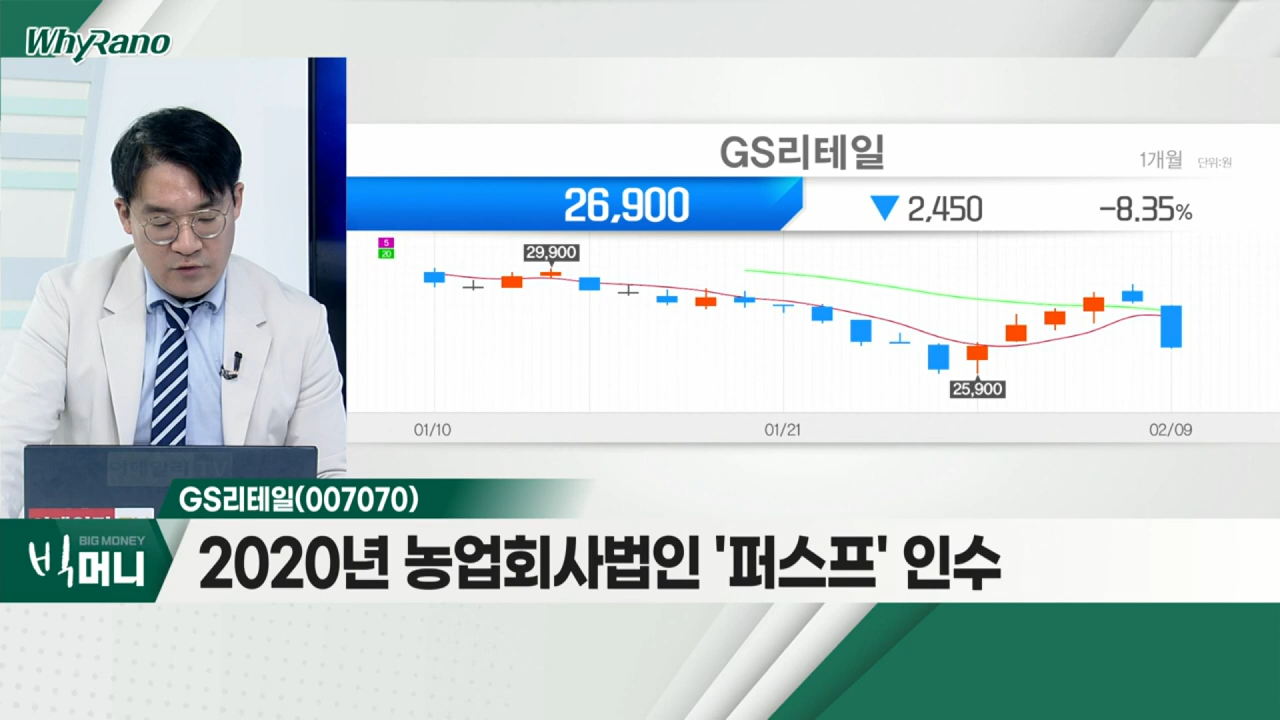 WhyRano
GS리테일
1개월 단위:원
26,900 ▼ 2,450 -8.35%
5
20
29,900
25,900
01/10 01/21 02/09
GS리테일(007070)
BIG MONEY
빅머니
2020년 농업회사법인 '퍼스프' 인수